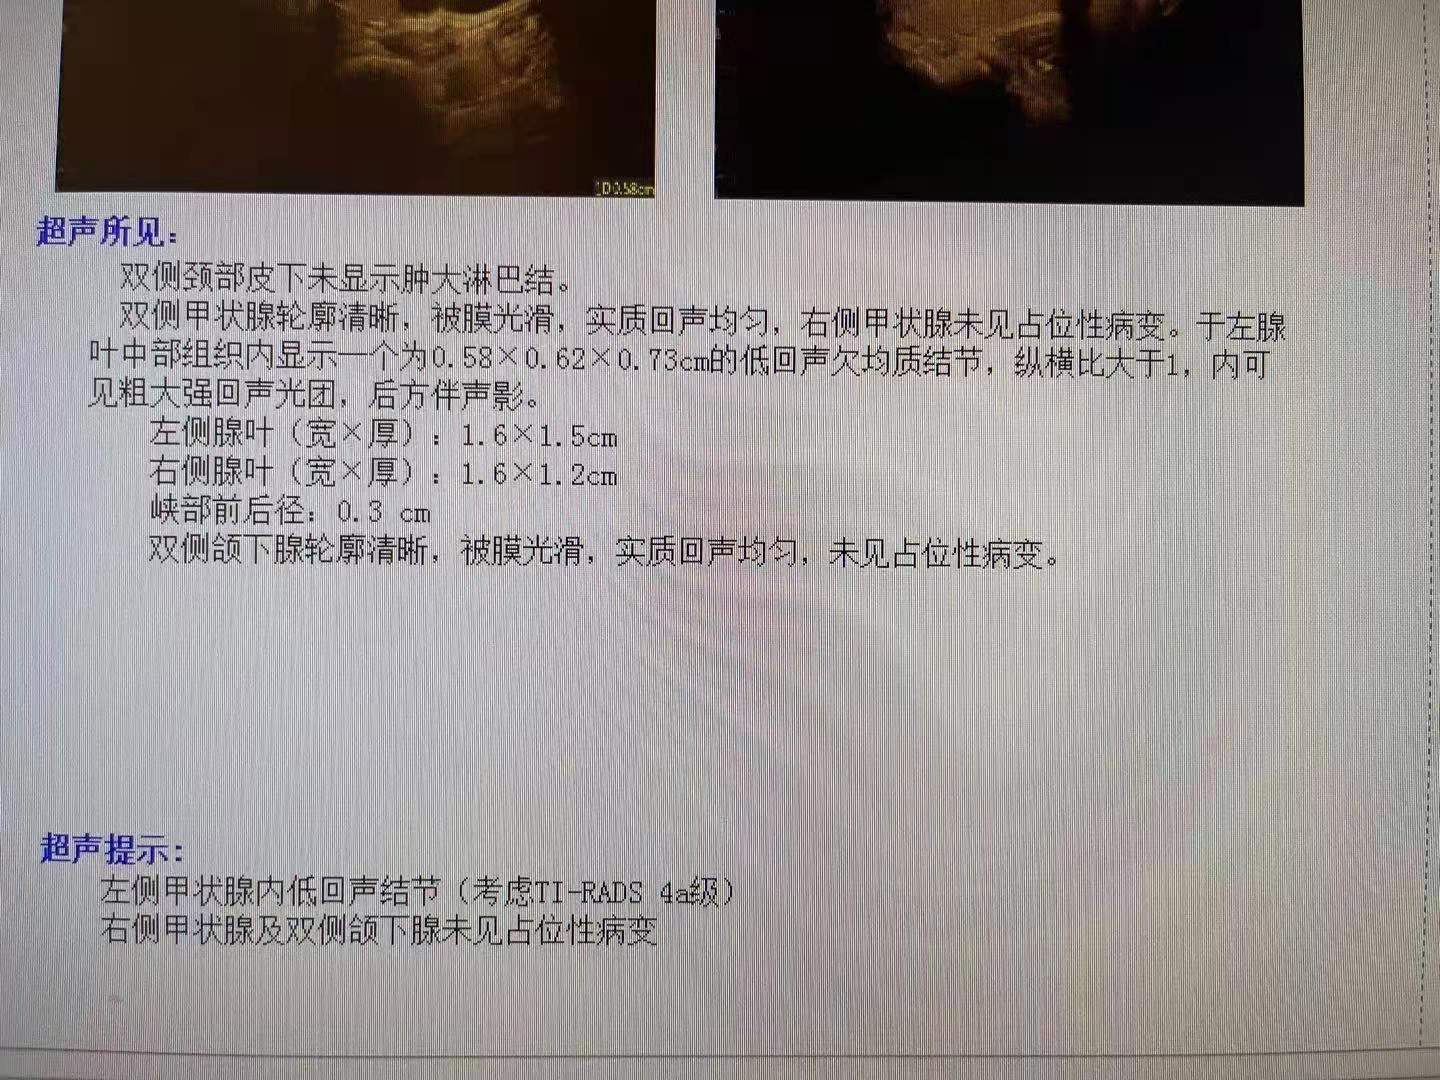 1D0.58cm
超声所见：
双侧颈部皮下未显示肿大淋巴结。
双侧甲状腺轮廓清晰，被膜光滑，实质回声均匀，右侧甲状腺未见占位性病变。于左腺
叶中部组织内显示一个为0.58×0.62×0.73cm的低回声欠均质结节，纵横比大于1，内可
见粗大强回声光团，后方伴声影。
左侧腺叶（宽×厚）：1.6×1.5cm
右侧腺叶（宽×厚）：1.6×1.2cm
峡部前后径：0.3 cm
双侧颌下腺轮廓清晰，被膜光滑，实质回声均匀，未见占位性病变。
超声提示：
左侧甲状腺内低回声结节（考虑TI-RADS 4a级）
右侧甲状腺及双侧颌下腺未见占位性病变